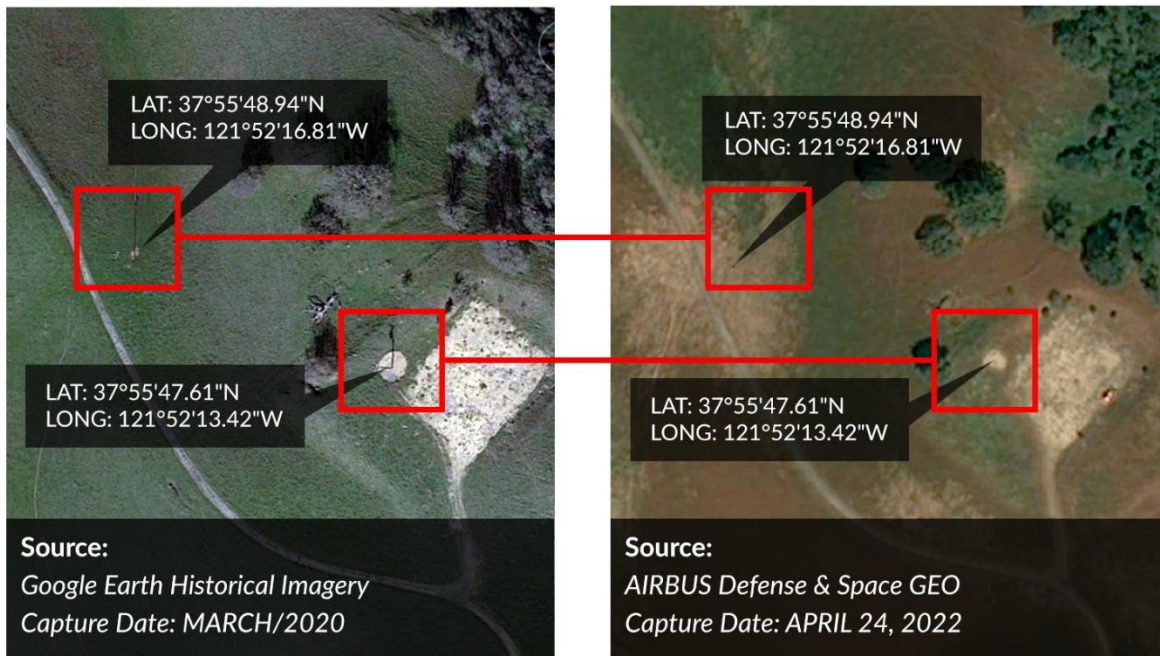 LAT: 37°55'48.94"N
LONG: 121°52'16.81"W
LAT: 37°55'47.61"N
LONG: 121°52'13.42"W
Source:
Google Earth Historical Imagery
Capture Date: MARCH/2020
LAT: 37°55'48.94"N
LONG: 121°52'16.81"W
LAT: 37°55'47.61"N
LONG: 121°52'13.42"W
Source:
AIRBUS Defense & Space GEO
Capture Date: APRIL 24, 2022